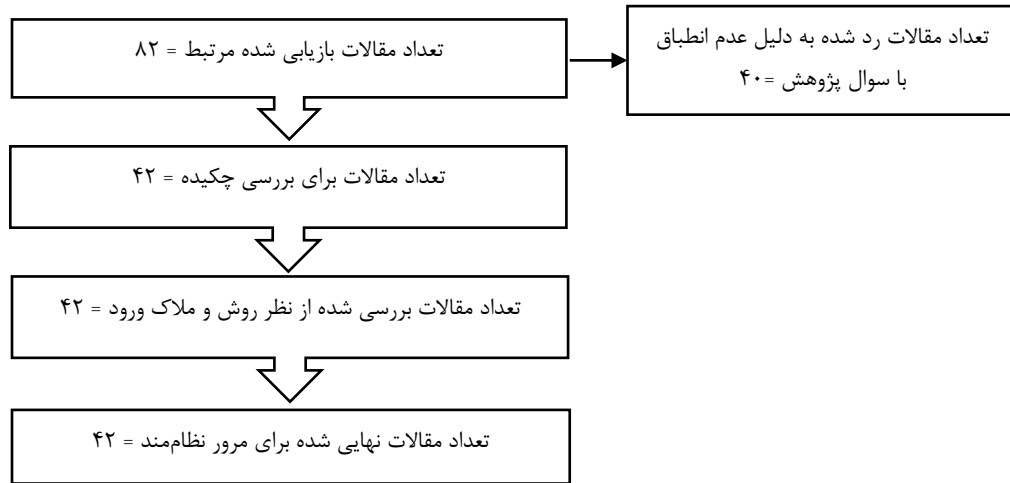 تعداد مقالات بازیابی شده مرتبط = ۸۲
تعداد مقالات رد شده به دلیل عدم انطباق
با سوال پژوهش =۴۰
تعداد مقالات برای بررسی چکیده = ۴۲
تعداد مقالات بررسی شده از نظر روش و ملاک ورود = ۴۲
تعداد مقالات نهایی شده برای مرور نظام‌مند = ۴۲